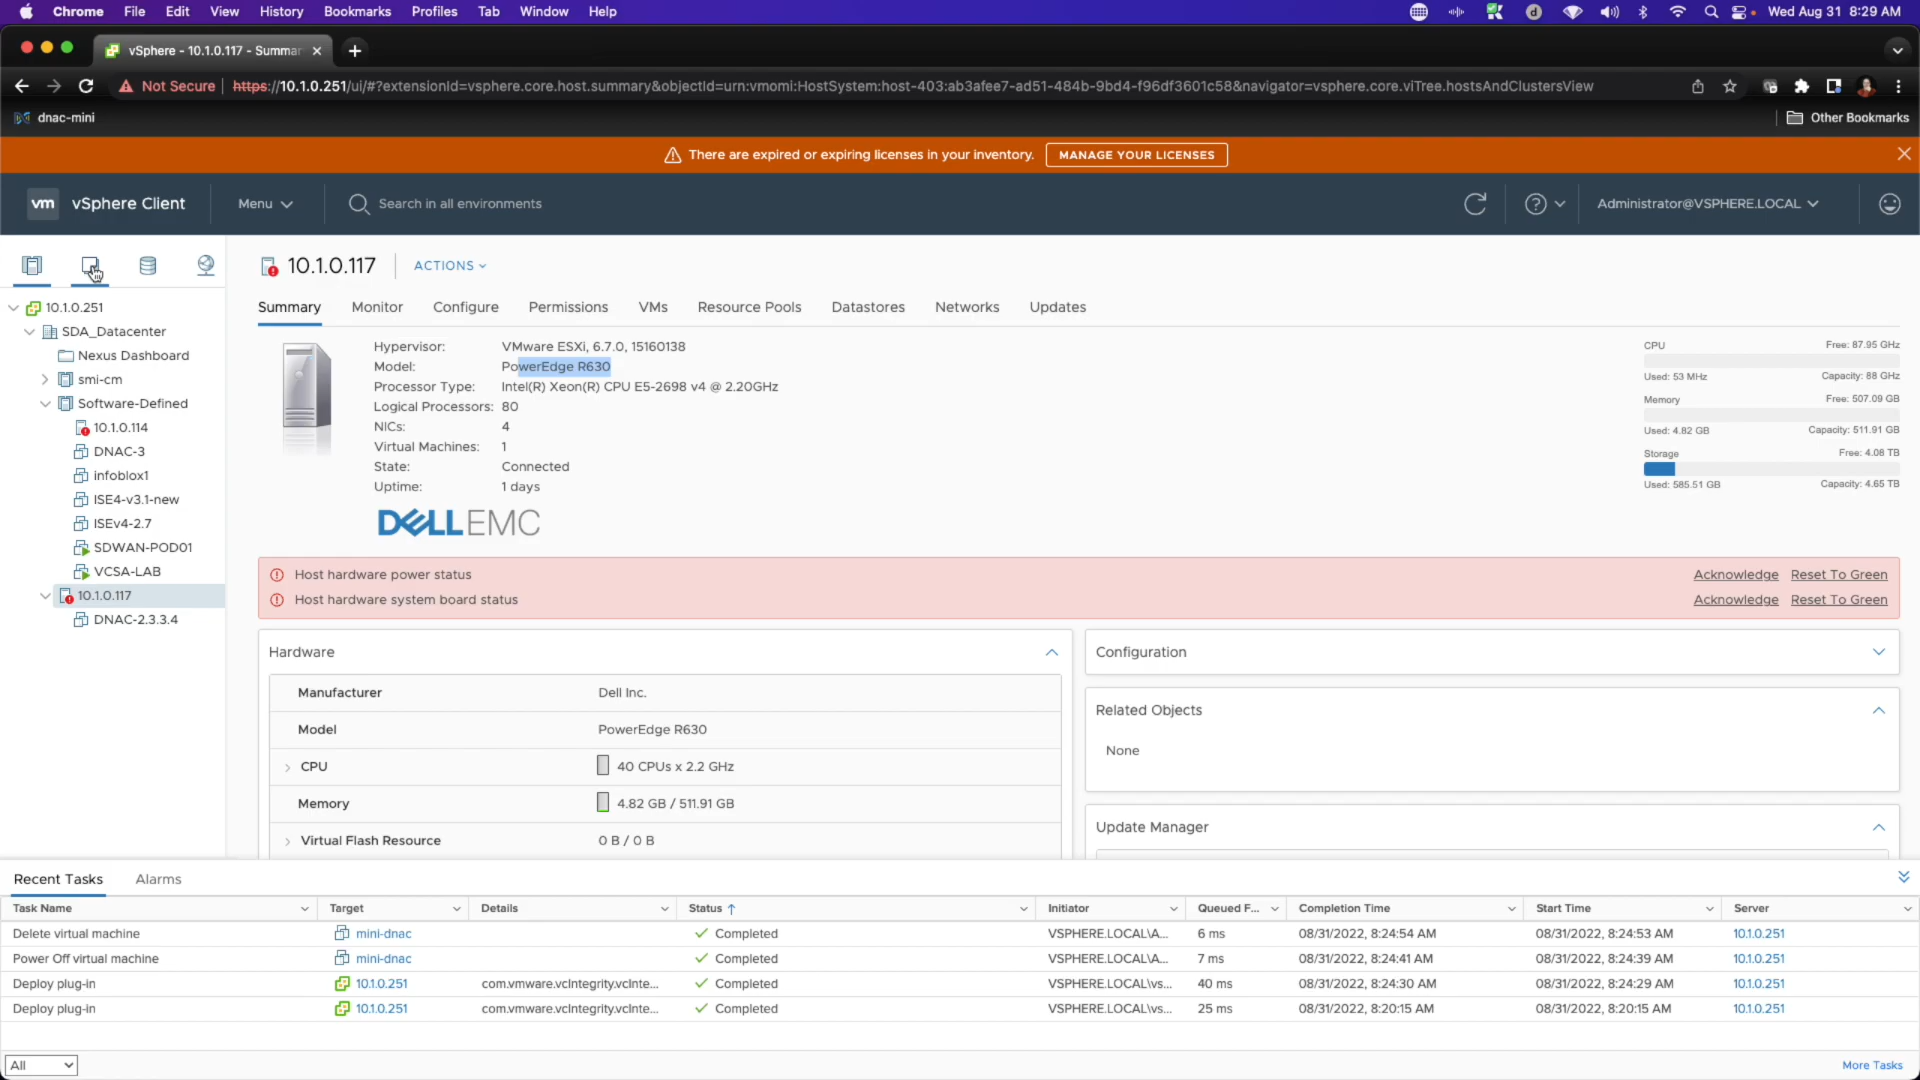 Chrome File Edit View History Bookmarks Profiles Tab Window Help
d
Wed Aug 31 8:29 AM
vSphere - 10.1.0.117 - Summar
Not Secure https://10.1.0.251/ui/#?extensionId=vsphere.core.host.summary&objectId=urn:vmomi:HostSystem:host-403:ab3afee7-ad51-484b-9bd4-f96df3601c58&navigator=vsphere.core.viTree.hostsAndClustersView
dnac-mini
Other Bookmarks
There are expired or expiring licenses in your inventory. MANAGE YOUR LICENSES
vm vSphere Client Menu Search in all environments
Administrator@VSPHERE.LOCAL
10.1.0.251
SDA_Datacenter
Nexus Dashboard
smi-cm
Software-Defined
10.1.0.114
DNAC-3
infoblox1
ISE4-v3.1-new
ISEv4-2.7
SDWAN-POD01
VCSA-LAB
10.1.0.117
DNAC-2.3.3.4
10.1.0.117 ACTIONS
Summary Monitor Configure Permissions VMs Resource Pools Datastores Networks Updates
Hypervisor: VMware ESXi, 6.7.0, 15160138
Model: PowerEdge R630
Processor Type: Intel(R) Xeon(R) CPU E5-2698 v4 @ 2.20GHz
Logical Processors: 80
NICs: 4
Virtual Machines: 1
State: Connected
Uptime: 1 days
DELLEMC
CPU Free: 87.95 GHz
Used: 53 MHz Capacity: 88 GHz
Memory Free: 507.09 GB
Used: 4.82 GB Capacity: 511.91 GB
Storage Free: 4.08 TB
Used: 585.51 GB Capacity: 4.65 TB
Host hardware power status Acknowledge Reset To Green
Host hardware system board status Acknowledge Reset To Green
Hardware
Manufacturer Dell Inc.
Model PowerEdge R630
CPU 40 CPUs x 2.2 GHz
Memory 4.82 GB / 511.91 GB
Virtual Flash Resource 0 B / 0 B
Configuration
Related Objects
None
Update Manager
Recent Tasks Alarms
Task Name Target Details Status Initiator Queued F... Completion Time Start Time Server
Delete virtual machine mini-dnac Completed VSPHERE.LOCAL\A... 6 ms 08/31/2022, 8:24:54 AM 08/31/2022, 8:24:53 AM 10.1.0.251
Power Off virtual machine mini-dnac Completed VSPHERE.LOCAL\A... 7 ms 08/31/2022, 8:24:41 AM 08/31/2022, 8:24:39 AM 10.1.0.251
Deploy plug-in 10.1.0.251 com.vmware.vcIntegrity.vcInte... Completed VSPHERE.LOCAL\vs... 40 ms 08/31/2022, 8:24:30 AM 08/31/2022, 8:24:29 AM 10.1.0.251
Deploy plug-in 10.1.0.251 com.vmware.vcIntegrity.vcInte... Completed VSPHERE.LOCAL\vs... 25 ms 08/31/2022, 8:20:15 AM 08/31/2022, 8:20:15 AM 10.1.0.251
All
More Tasks